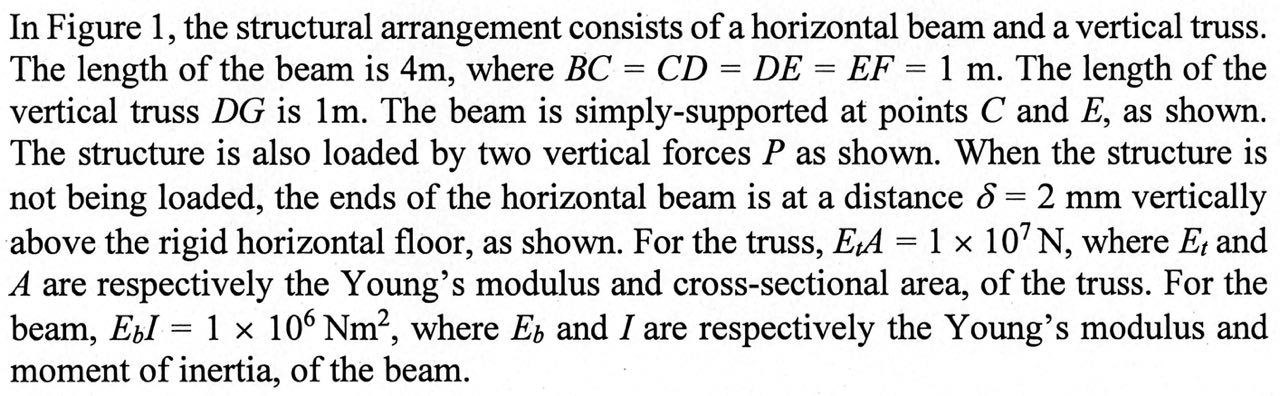 In Figure 1, the structural arrangement consists of a horizontal beam and a vertical truss.
The length of the beam is 4m, where BC = CD = DE = EF = 1 m. The length of the
vertical truss DG is 1m. The beam is simply-supported at points C and E, as shown.
The structure is also loaded by two vertical forces P as shown. When the structure is
not being loaded, the ends of the horizontal beam is at a distance δ = 2 mm vertically
above the rigid horizontal floor, as shown. For the truss, EₜA = 1 × 10⁷ N, where Eₜ and
A are respectively the Young's modulus and cross-sectional area, of the truss. For the
beam, E_bI = 1 × 10⁶ Nm², where E_b and I are respectively the Young's modulus and
moment of inertia, of the beam.